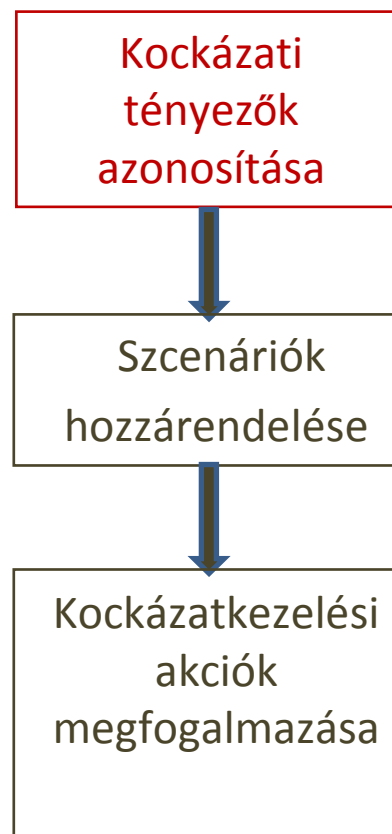 Kockázati
tényezők
azonosítása
Szcenáriók
hozzárendelése
Kockázatkezelési
akciók
megfogalmazása